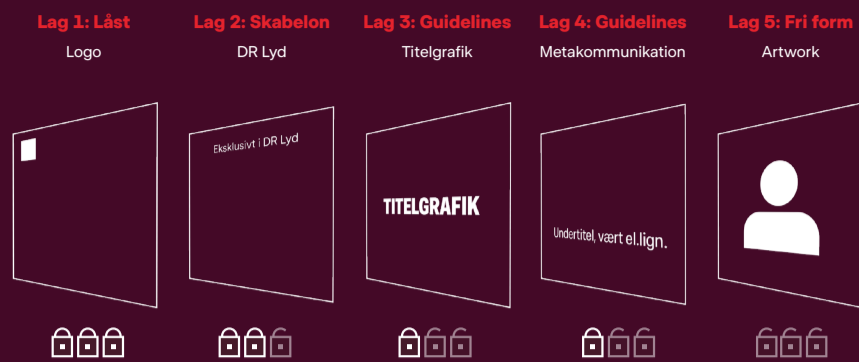 Lag 1: Låst
Logo
Lag 2: Skabelon
DR Lyd
Eksklusivt i DR Lyd
Lag 3: Guidelines
Titelgrafik
TITELGRAFIK
Lag 4: Guidelines
Metakommunikation
Undertitel, vært el.lign.
Lag 5: Fri form
Artwork